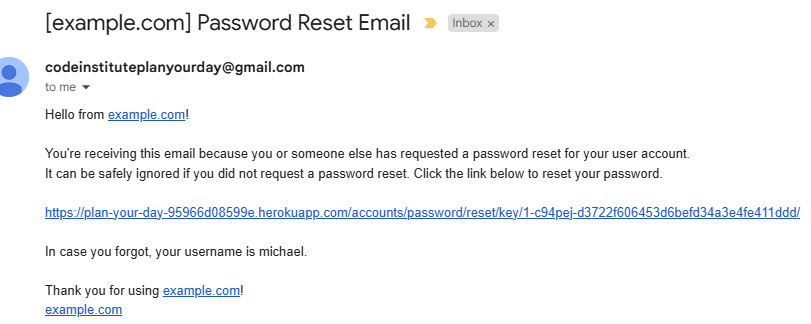 [example.com] Password Reset Email
Inbox ×
codeinstituteplanyourday@gmail.com
to me
Hello from example.com!
You're receiving this email because you or someone else has requested a password reset for your user account.
It can be safely ignored if you did not request a password reset. Click the link below to reset your password.
https://plan-your-day-95966d08599e.herokuapp.com/accounts/password/reset/key/1-c94pej-d3722f606453d6befd34a3e4fe411ddd/
In case you forgot, your username is michael.
Thank you for using example.com!
example.com